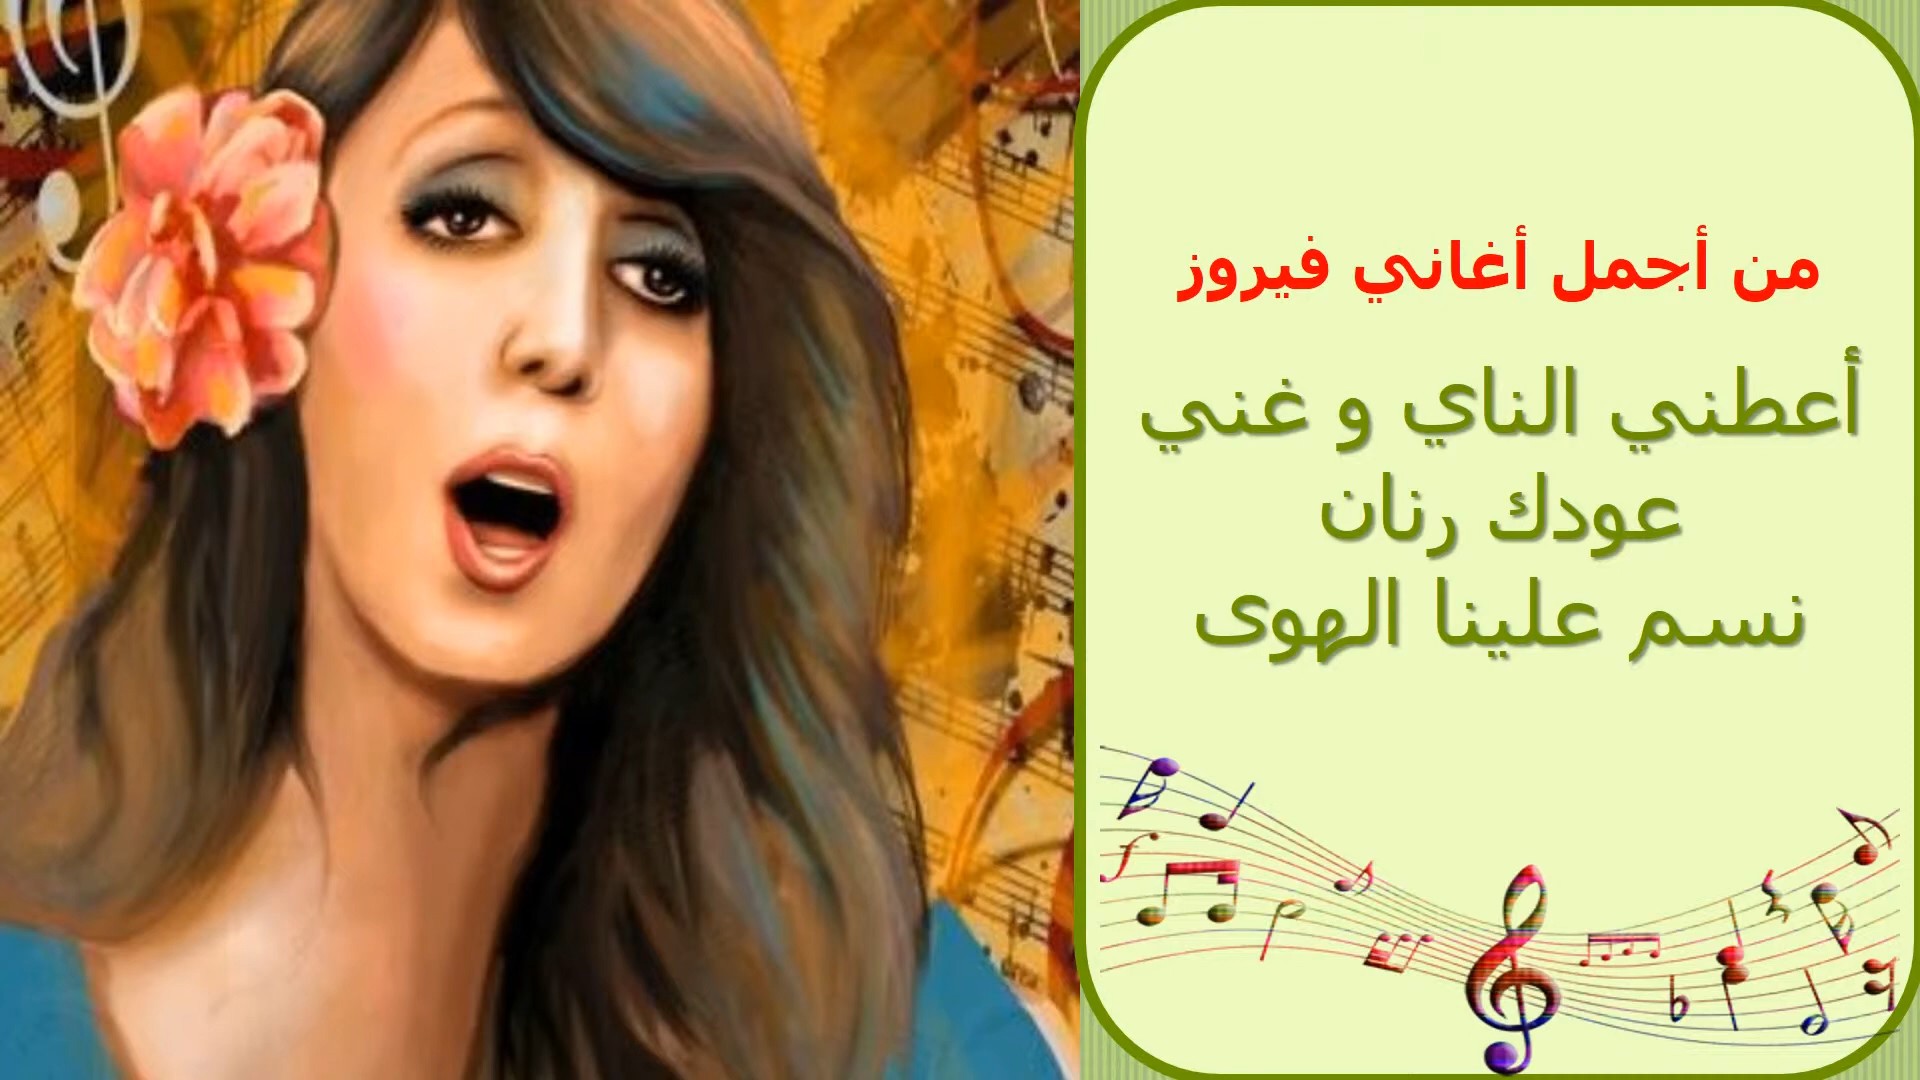 من أجمل أغاني فيروز
أعطني الناي و غني
عودك رنان
نسم علينا الهوى